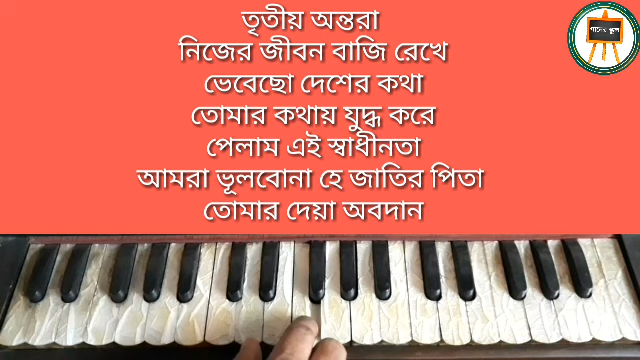 তৃতীয় অন্তরা
নিজের জীবন বাজি রেখে
ভেবেছো দেশের কথা
তোমার কথায় যুদ্ধ করে
পেলাম এই স্বাধীনতা
আমরা ভূলবোনা হে জাতির পিতা
তোমার দেয়া অবদান
গানের স্কুল